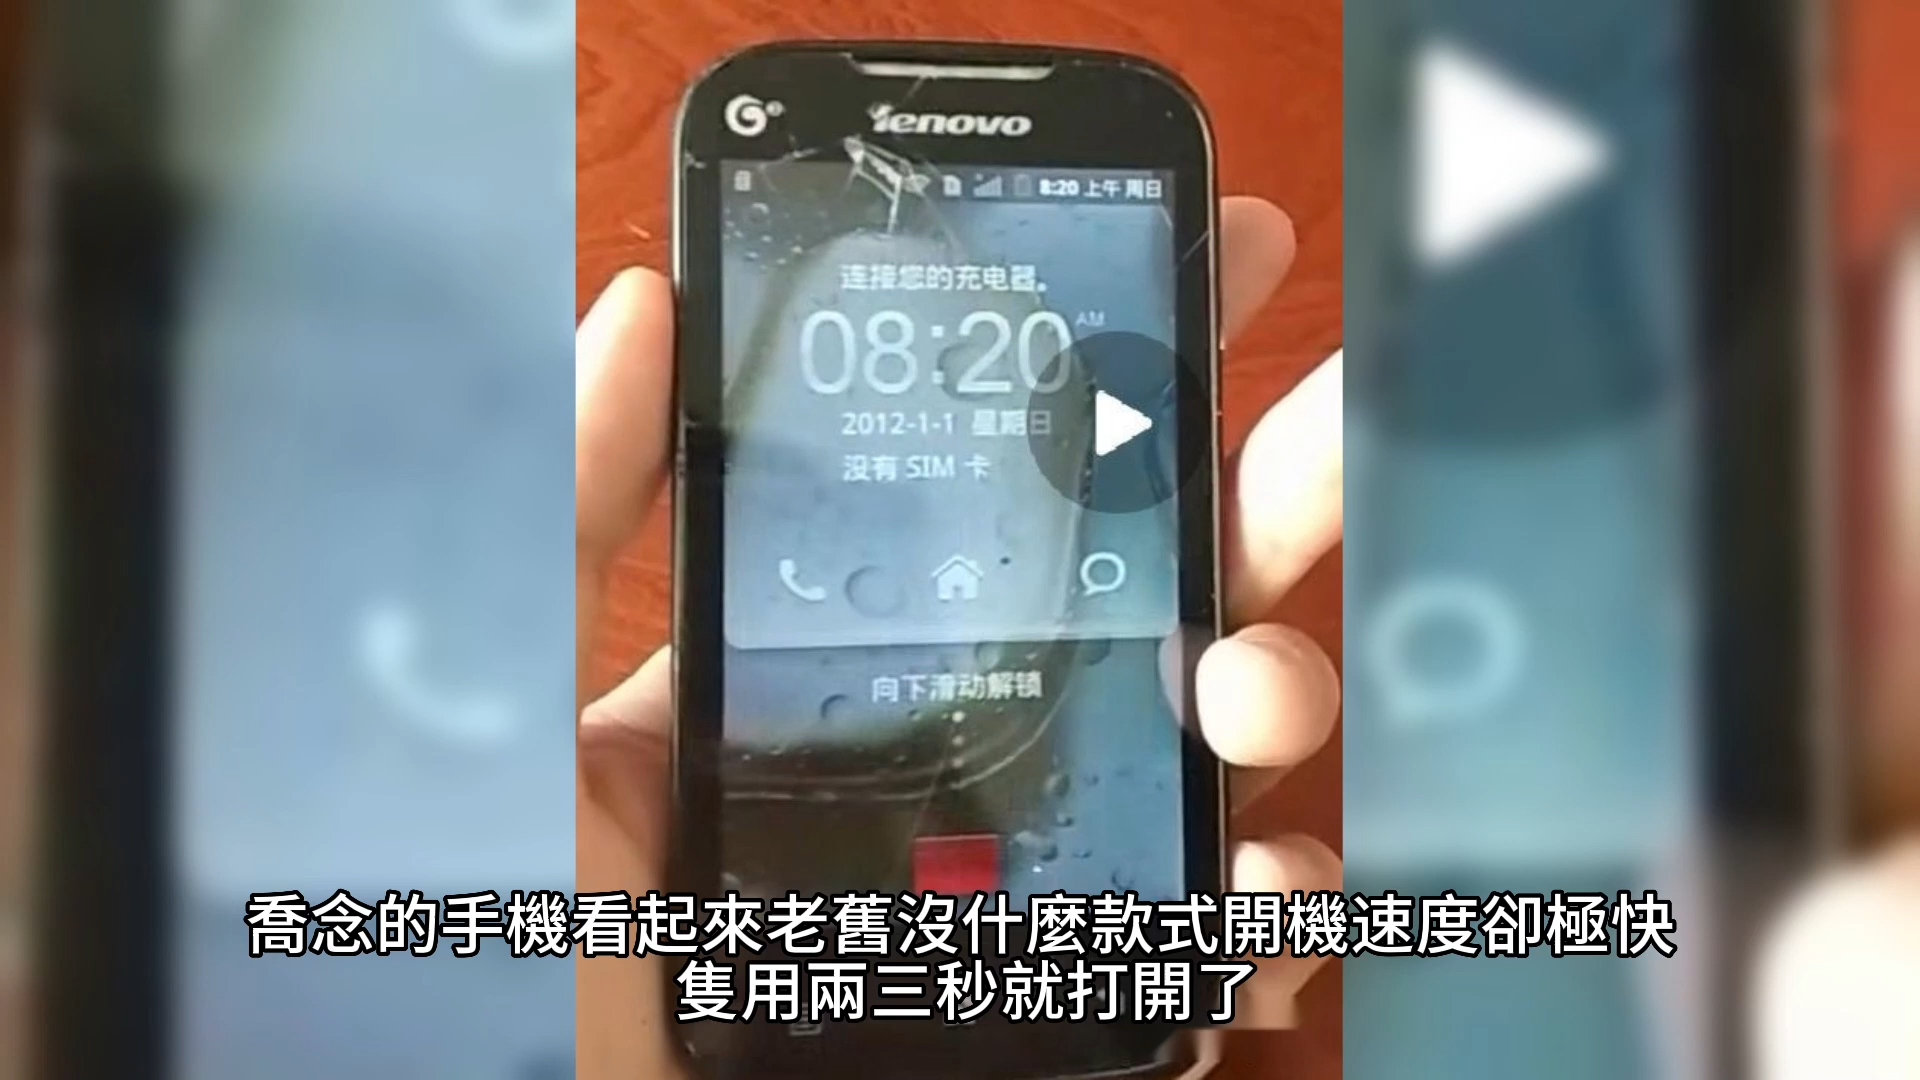 lenovo
8:20 上午 周日
连接您的充电器。
08:20 AM
2012-1-1 星期日
没有 SIM 卡
向下滑动解锁
喬念的手機看起來老舊沒什麼款式開機速度卻極快
隻用兩三秒就打開了